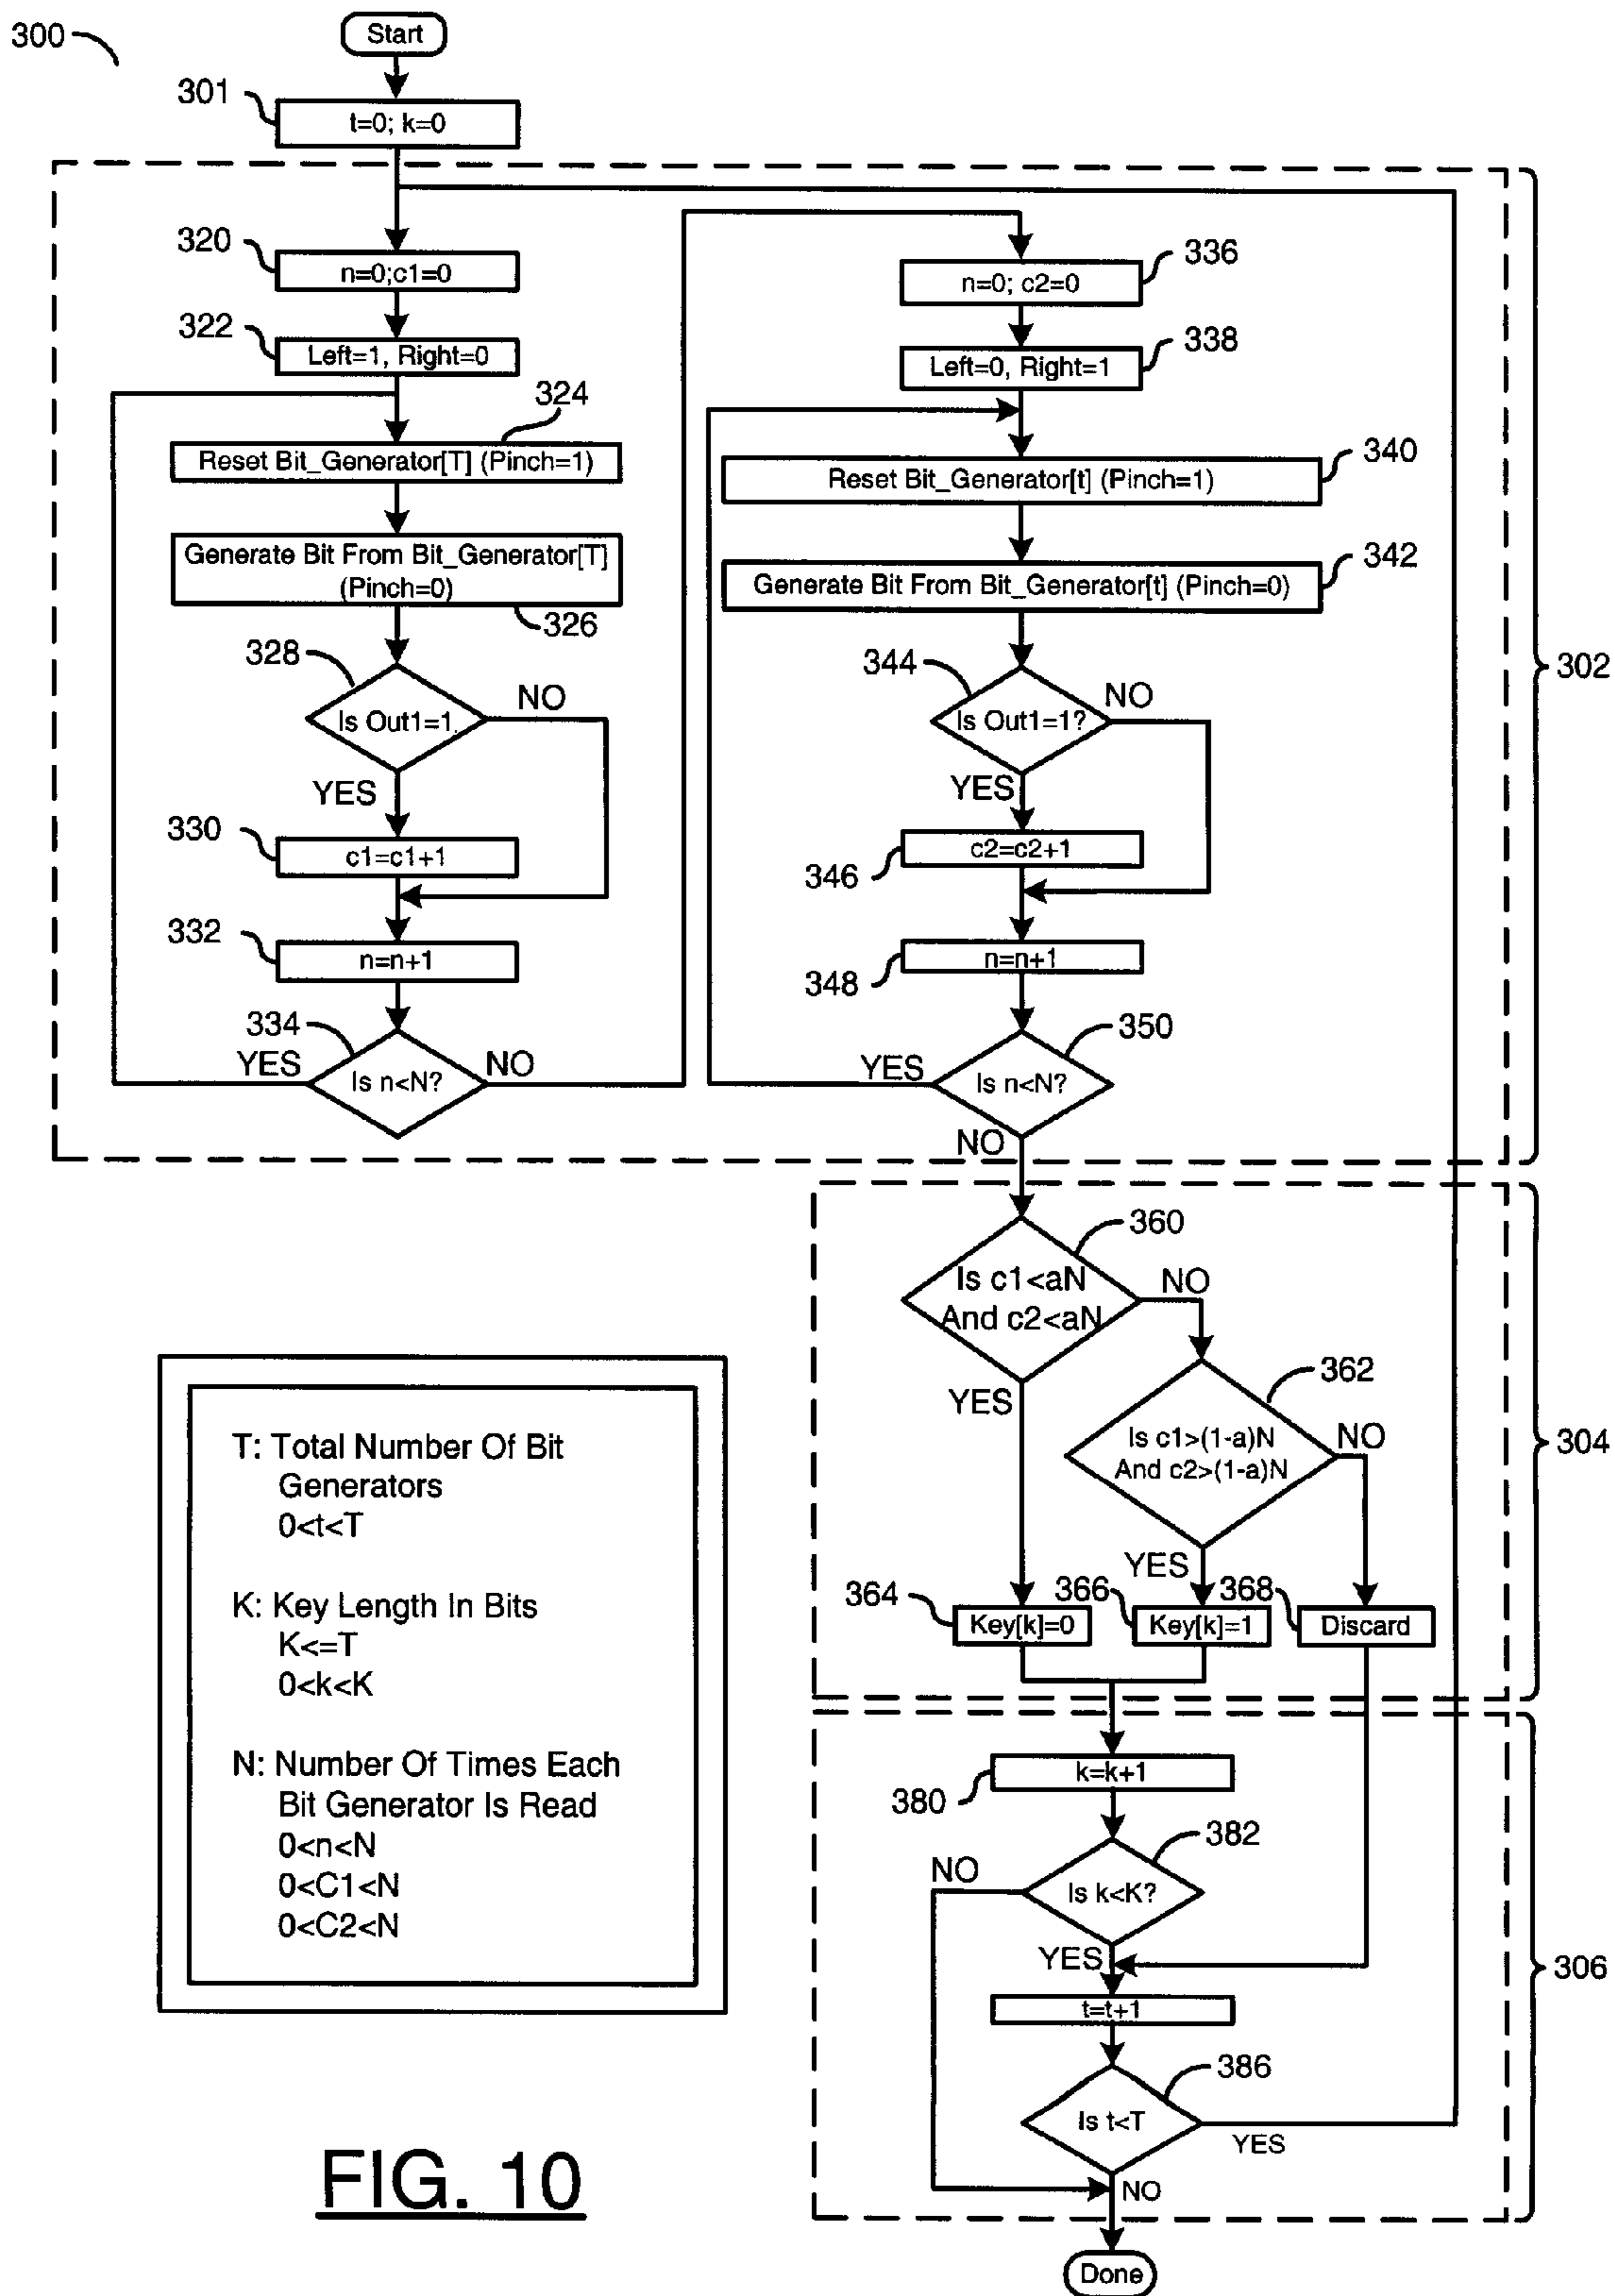 300
Start
301
t=0; k=0
320
n=0;c1=0
322
Left=1, Right=0
324
Reset Bit_Generator[T] (Pinch=1)
Generate Bit From Bit_Generator[T]
(Pinch=0)
326
328
Is Out1=1
NO
YES
330
c1=c1+1
332
n=n+1
334
YES
Is n<N?
NO
336
n=0; c2=0
338
Left=0, Right=1
340
Reset Bit_Generator[t] (Pinch=1)
342
Generate Bit From Bit_Generator[t] (Pinch=0)
344
Is Out1=1?
NO
YES
346
c2=c2+1
348
n=n+1
350
YES
Is n<N?
NO
302
360
Is c1<aN
And c2<aN
NO
YES
362
Is c1>(1-a)N
And c2>(1-a)N
NO
YES
304
364
Key[k]=0
366
Key[k]=1
368
Discard
380
k=k+1
382
NO
Is k<K?
YES
t=t+1
386
Is t<T
YES
NO
306
Done
T: Total Number Of Bit
Generators
0<t<T
K: Key Length In Bits
K<=T
0<k<K
N: Number Of Times Each
Bit Generator Is Read
0<n<N
0<C1<N
0<C2<N
FIG. 10